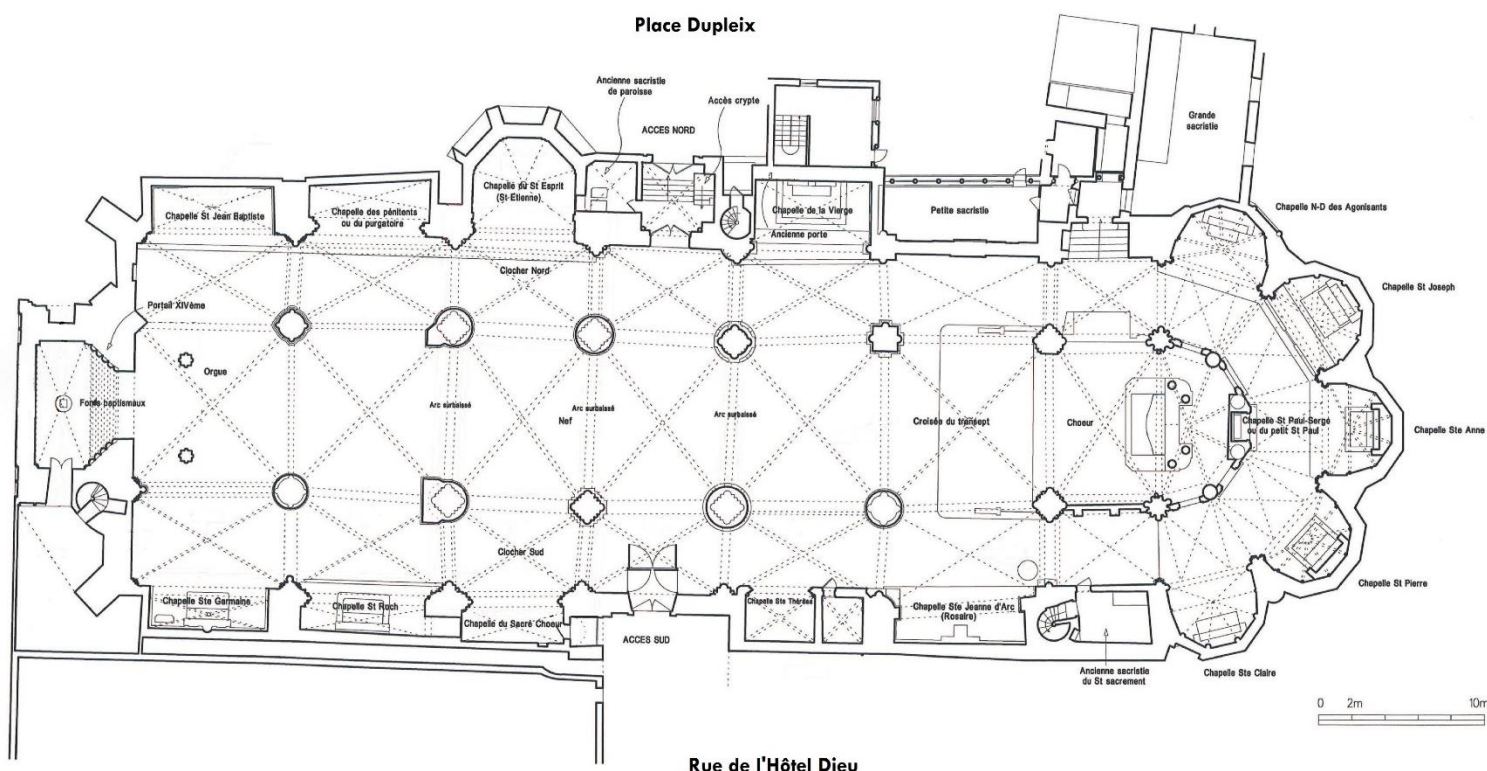 Place Dupleix
Ancienne sacristie
de paroisse
Accès crypte
ACCES NORD
Grande
sacristie
Chapelle St Jean Baptiste
Chapelle des pénitents
ou du purgatoire
Chapelle du St Esprit
(St-Etienne)
Chapelle de la Vierge
Ancienne porte
Petite sacristie
Chapelle N-D des Agonisants
Clocher Nord
Chapelle St Joseph
Portail XIVème
Orgue
Fonts baptismaux
Arc surbaissé
Arc surbaissé
Nef
Arc surbaissé
Croisée du transept
Choeur
Chapelle St Paul-Serge
ou du petit St Paul
Chapelle Ste Anne
Clocher Sud
Chapelle St Pierre
Chapelle Ste Germaine
Chapelle St Roch
Chapelle du Sacré Choeur
ACCES SUD
Chapelle Ste Thérèse
Chapelle Ste Jeanne d'Arc
(Rosaire)
Ancienne sacristie
du St sacrement
Chapelle Ste Claire
0 2m 10m
Rue de l'Hôtel Dieu